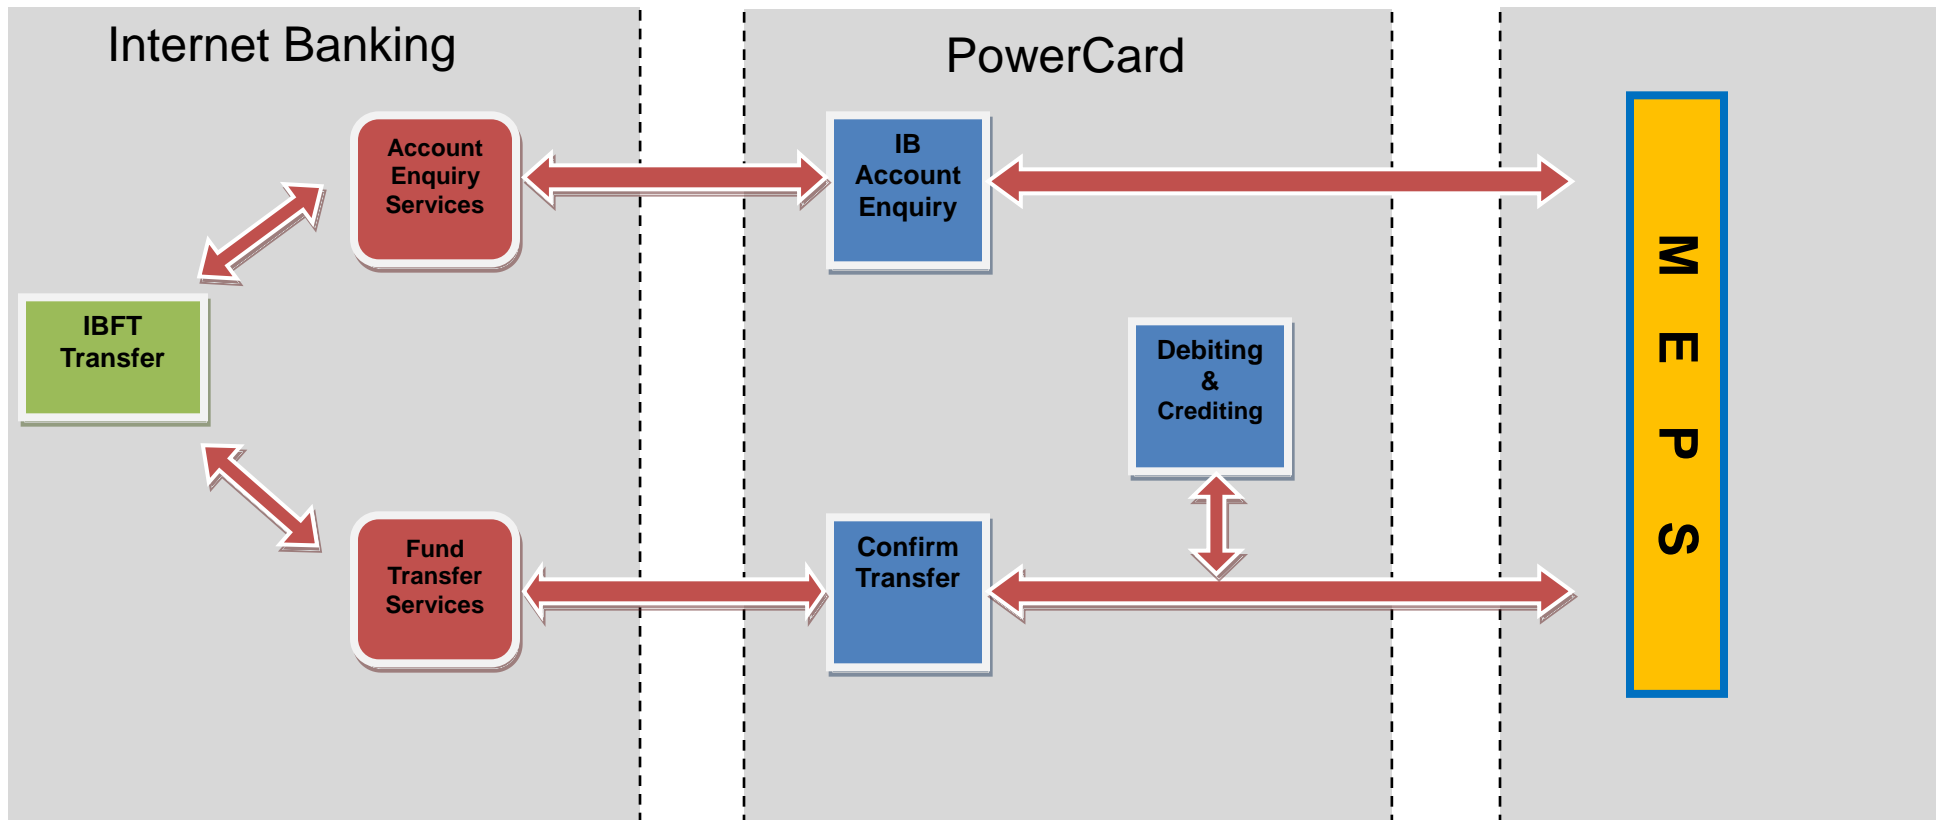 Internet Banking
PowerCard
Account
Enquiry
Services
IB
Account
Enquiry
IBFT
Transfer
Debiting
&
Crediting
Fund
Transfer
Services
Confirm
Transfer
M E P S